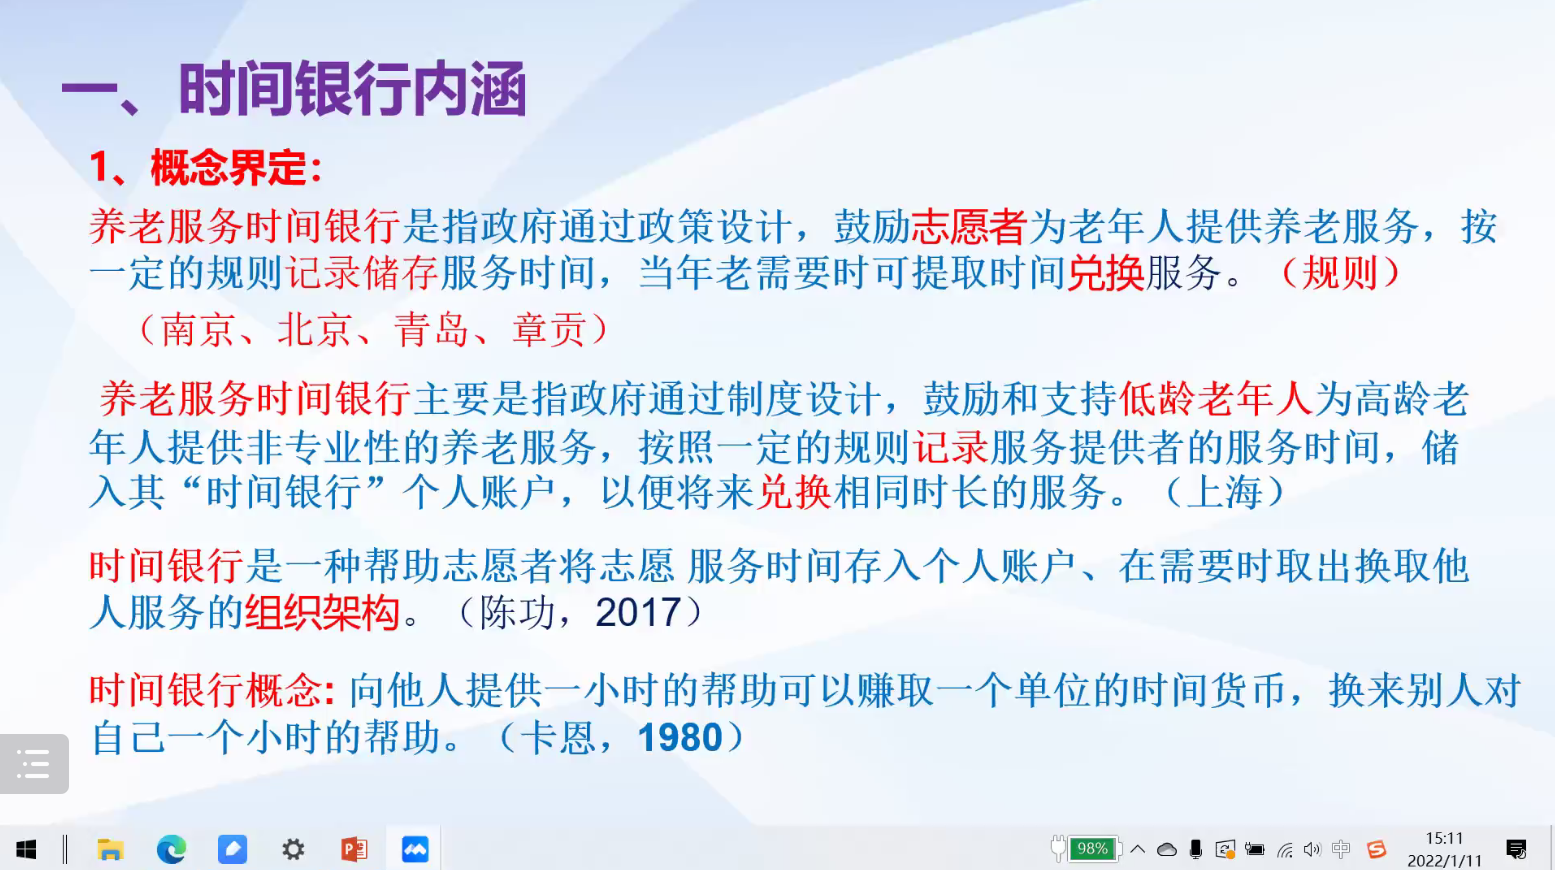 一、时间银行内涵
1、概念界定：
养老服务时间银行是指政府通过政策设计，鼓励志愿者为老年人提供养老服务，按
一定的规则记录储存服务时间，当年老需要时可提取时间兑换服务。（规则）
（南京、北京、青岛、章贡）
养老服务时间银行主要是指政府通过制度设计，鼓励和支持低龄老年人为高龄老
年人提供非专业性的养老服务，按照一定的规则记录服务提供者的服务时间，储
入其“时间银行”个人账户，以便将来兑换相同时长的服务。（上海）
时间银行是一种帮助志愿者将志愿 服务时间存入个人账户、在需要时取出换取他
人服务的组织架构。（陈功，2017）
时间银行概念: 向他人提供一小时的帮助可以赚取一个单位的时间货币，换来别人对
自己一个小时的帮助。（卡恩，1980）
98%
中
15:11
2022/1/11